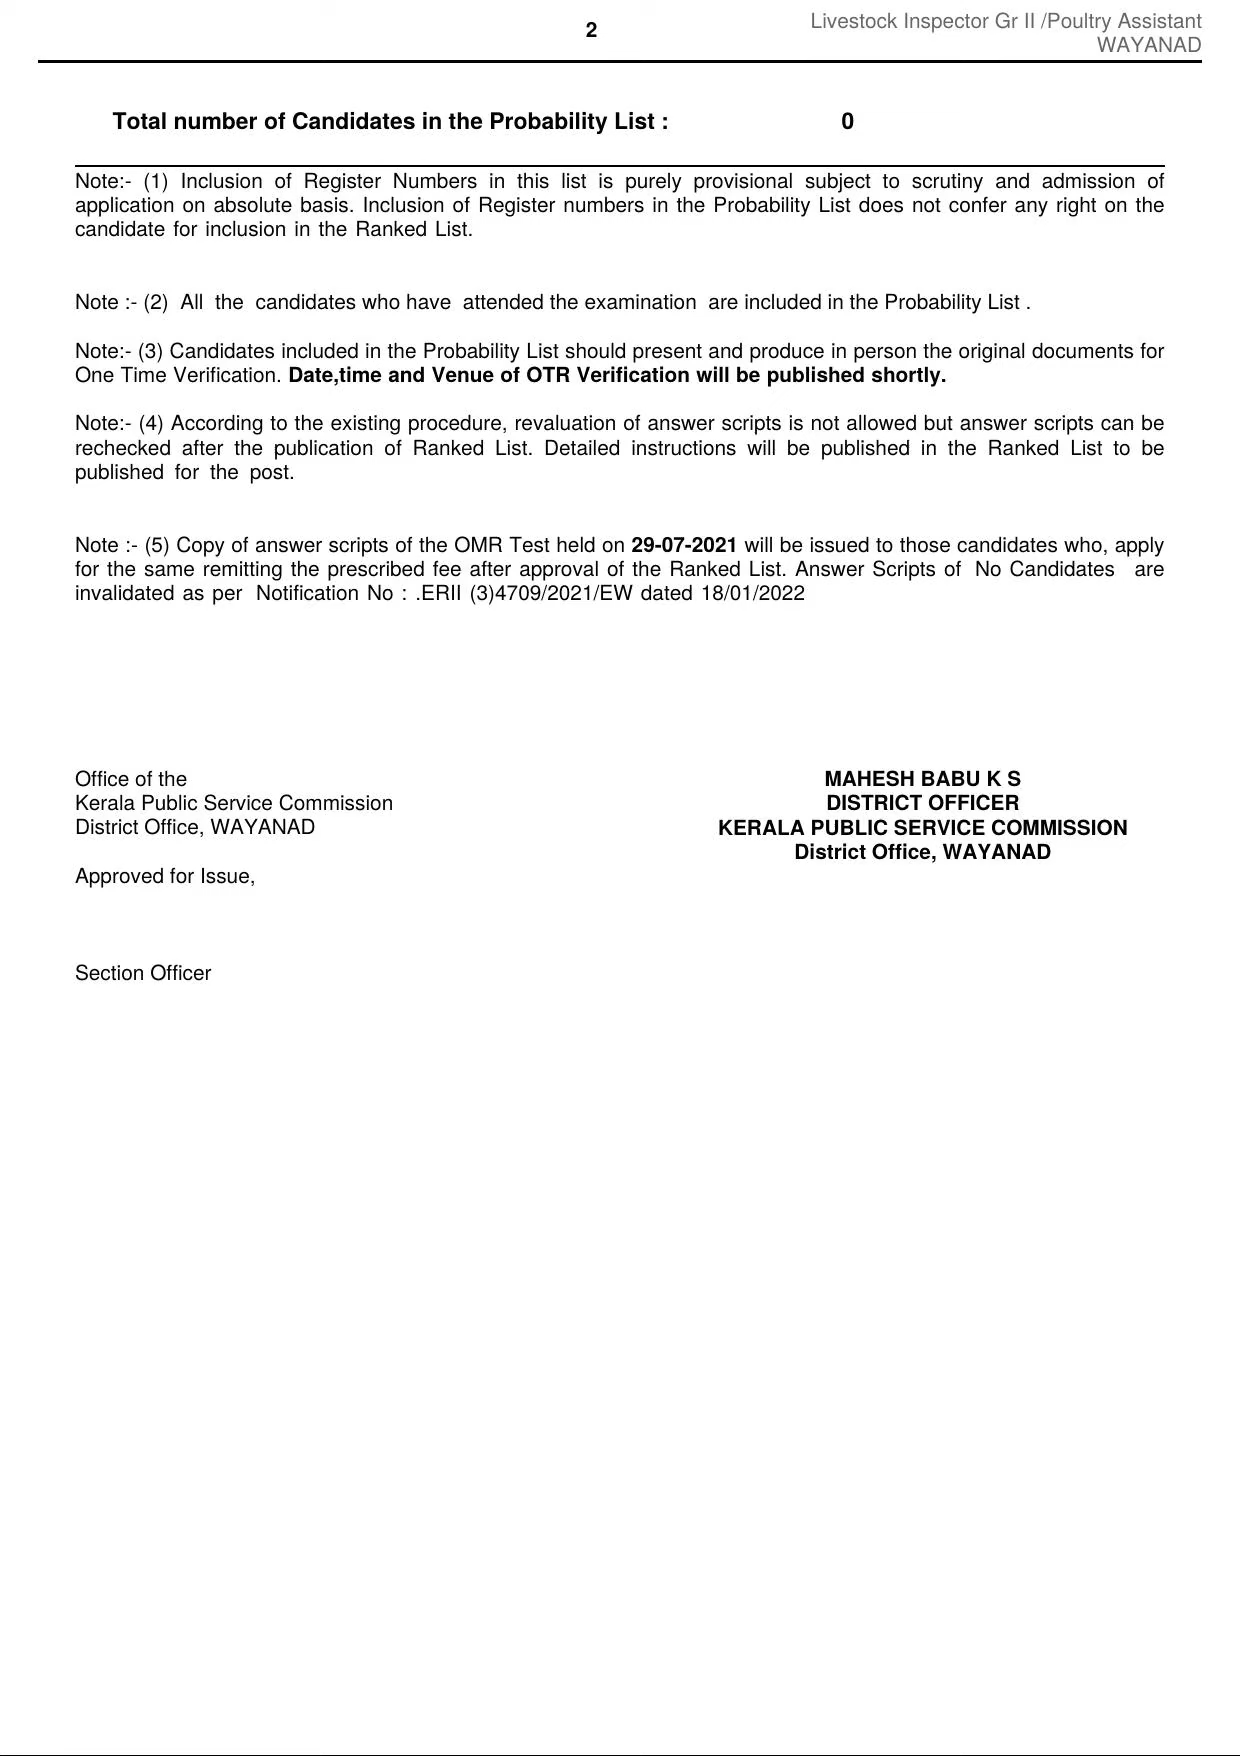 2
Livestock Inspector Gr II /Poultry Assistant
WAYANAD
Total number of Candidates in the Probability List : 0
Note:- (1) Inclusion of Register Numbers in this list is purely provisional subject to scrutiny and admission of
application on absolute basis. Inclusion of Register numbers in the Probability List does not confer any right on the
candidate for inclusion in the Ranked List.
Note :- (2) All the candidates who have attended the examination are included in the Probability List .
Note:- (3) Candidates included in the Probability List should present and produce in person the original documents for
One Time Verification. Date,time and Venue of OTR Verification will be published shortly.
Note:- (4) According to the existing procedure, revaluation of answer scripts is not allowed but answer scripts can be
rechecked after the publication of Ranked List. Detailed instructions will be published in the Ranked List to be
published for the post.
Note :- (5) Copy of answer scripts of the OMR Test held on 29-07-2021 will be issued to those candidates who, apply
for the same remitting the prescribed fee after approval of the Ranked List. Answer Scripts of No Candidates are
invalidated as per Notification No : .ERII (3)4709/2021/EW dated 18/01/2022
Office of the
Kerala Public Service Commission
District Office, WAYANAD
Approved for Issue,
Section Officer
MAHESH BABU K S
DISTRICT OFFICER
KERALA PUBLIC SERVICE COMMISSION
District Office, WAYANAD